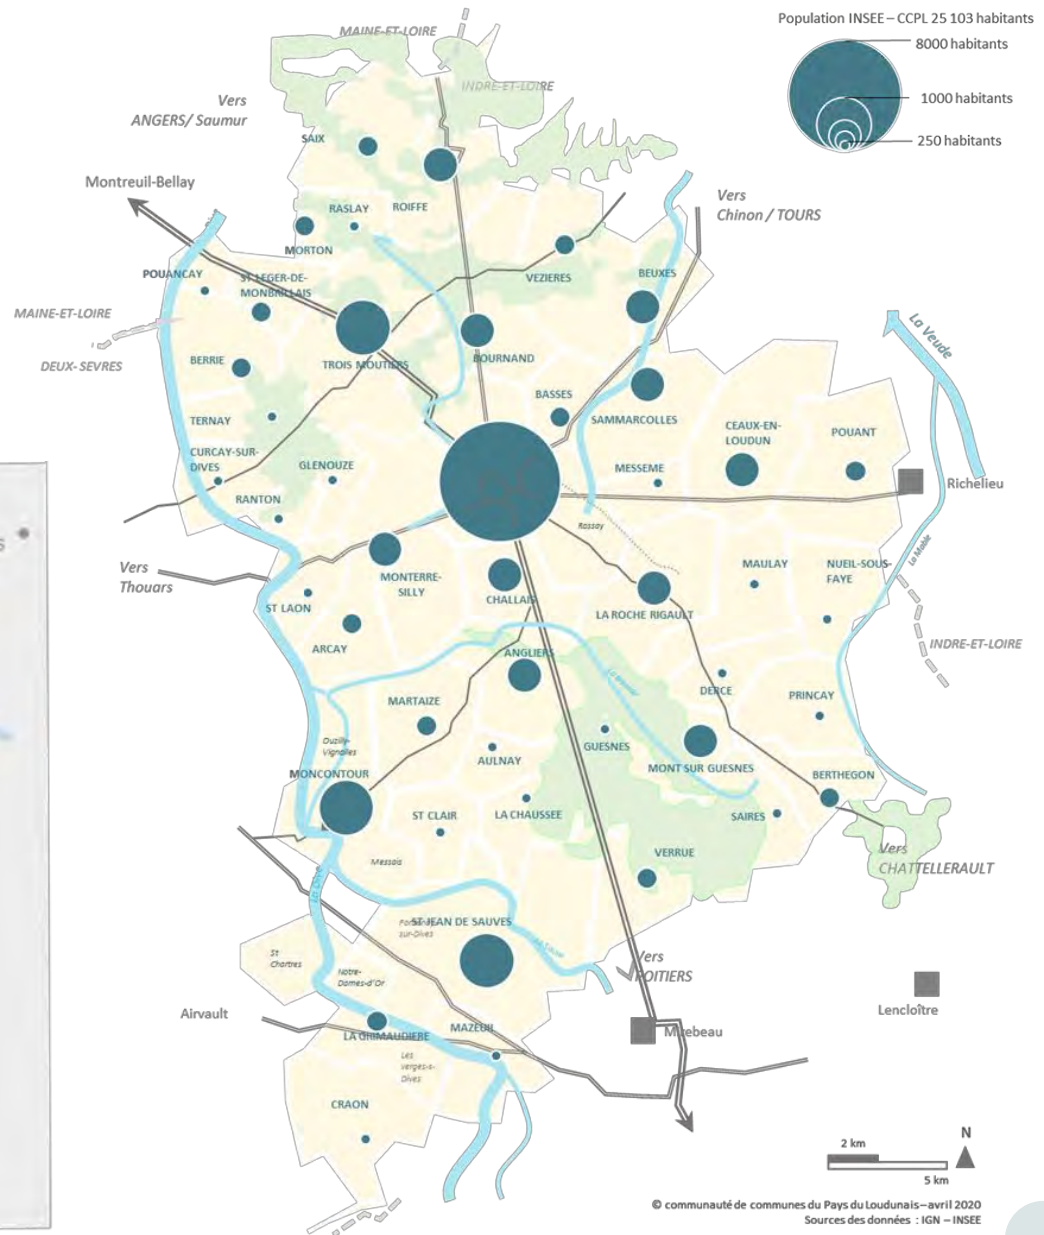 Population INSEE – CCPL 25 103 habitants
8000 habitants
1000 habitants
250 habitants
MAINE-ET-LOIRE
INDRE-ET-LOIRE
Vers
ANGERS/ Saumur
SAIX
Montreuil-Bellay
RASLAY
ROIFFE
Vers
Chinon / TOURS
MORTON
POUANCAY
ST LEGER-DE-
MONBRILLAIS
VEZIERES
BEUXES
MAINE-ET-LOIRE
DEUX-SEVRES
La Veude
BERRIE
TROIS MOUTIERS
BOURNAND
BASSES
TERNAY
SAMMARCOLLES
CEAUX-EN-
LOUDUN
POUANT
CURCAY-SUR-
DIVES
GLENOUZE
MESSEME
Richelieu
RANTON
Rossay
La Mable
Vers
Thouars
MONTERRE-
SILLY
CHALLAIS
MAULAY
NUEIL-SOUS-
FAYE
ST LAON
LA ROCHE RIGAULT
ARCAY
INDRE-ET-LOIRE
ANGLIERS
MARTAIZE
DERCE
PRINCAY
Ouzilly-
Vignolles
GUESNES
AULNAY
MONT SUR GUESNES
MONCONTOUR
BERTHEGON
ST CLAIR
LA CHAUSSEE
SAIRES
Messais
VERRUE
Vers
CHATTELLERAULT
La Dive
ST JEAN DE SAUVES
sur-Dives
St
Chartres
Notre-
Dames-d'Or
Vers
POITIERS
Lencloître
Airvault
LA GRIMAUDIERE
MAZEUIL
Mirebeau
Les
verges-s-
Dives
CRAON
2 km
N
5 km
© communauté de communes du Pays du Loudunais – avril 2020
Sources des données : IGN – INSEE